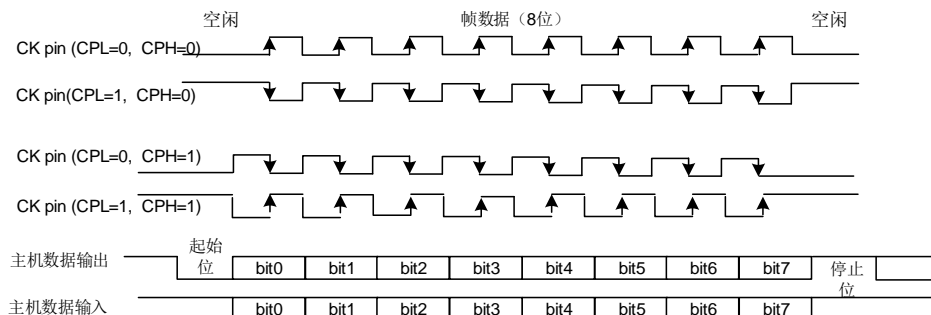 空闲 帧数据（8位） 空闲
CK pin (CPL=0, CPH=0)
CK pin(CPL=1, CPH=0)
CK pin (CPL=0, CPH=1)
CK pin (CPL=1, CPH=1)
主机数据输出 起始位 bit0 bit1 bit2 bit3 bit4 bit5 bit6 bit7 停止位
主机数据输入 bit0 bit1 bit2 bit3 bit4 bit5 bit6 bit7